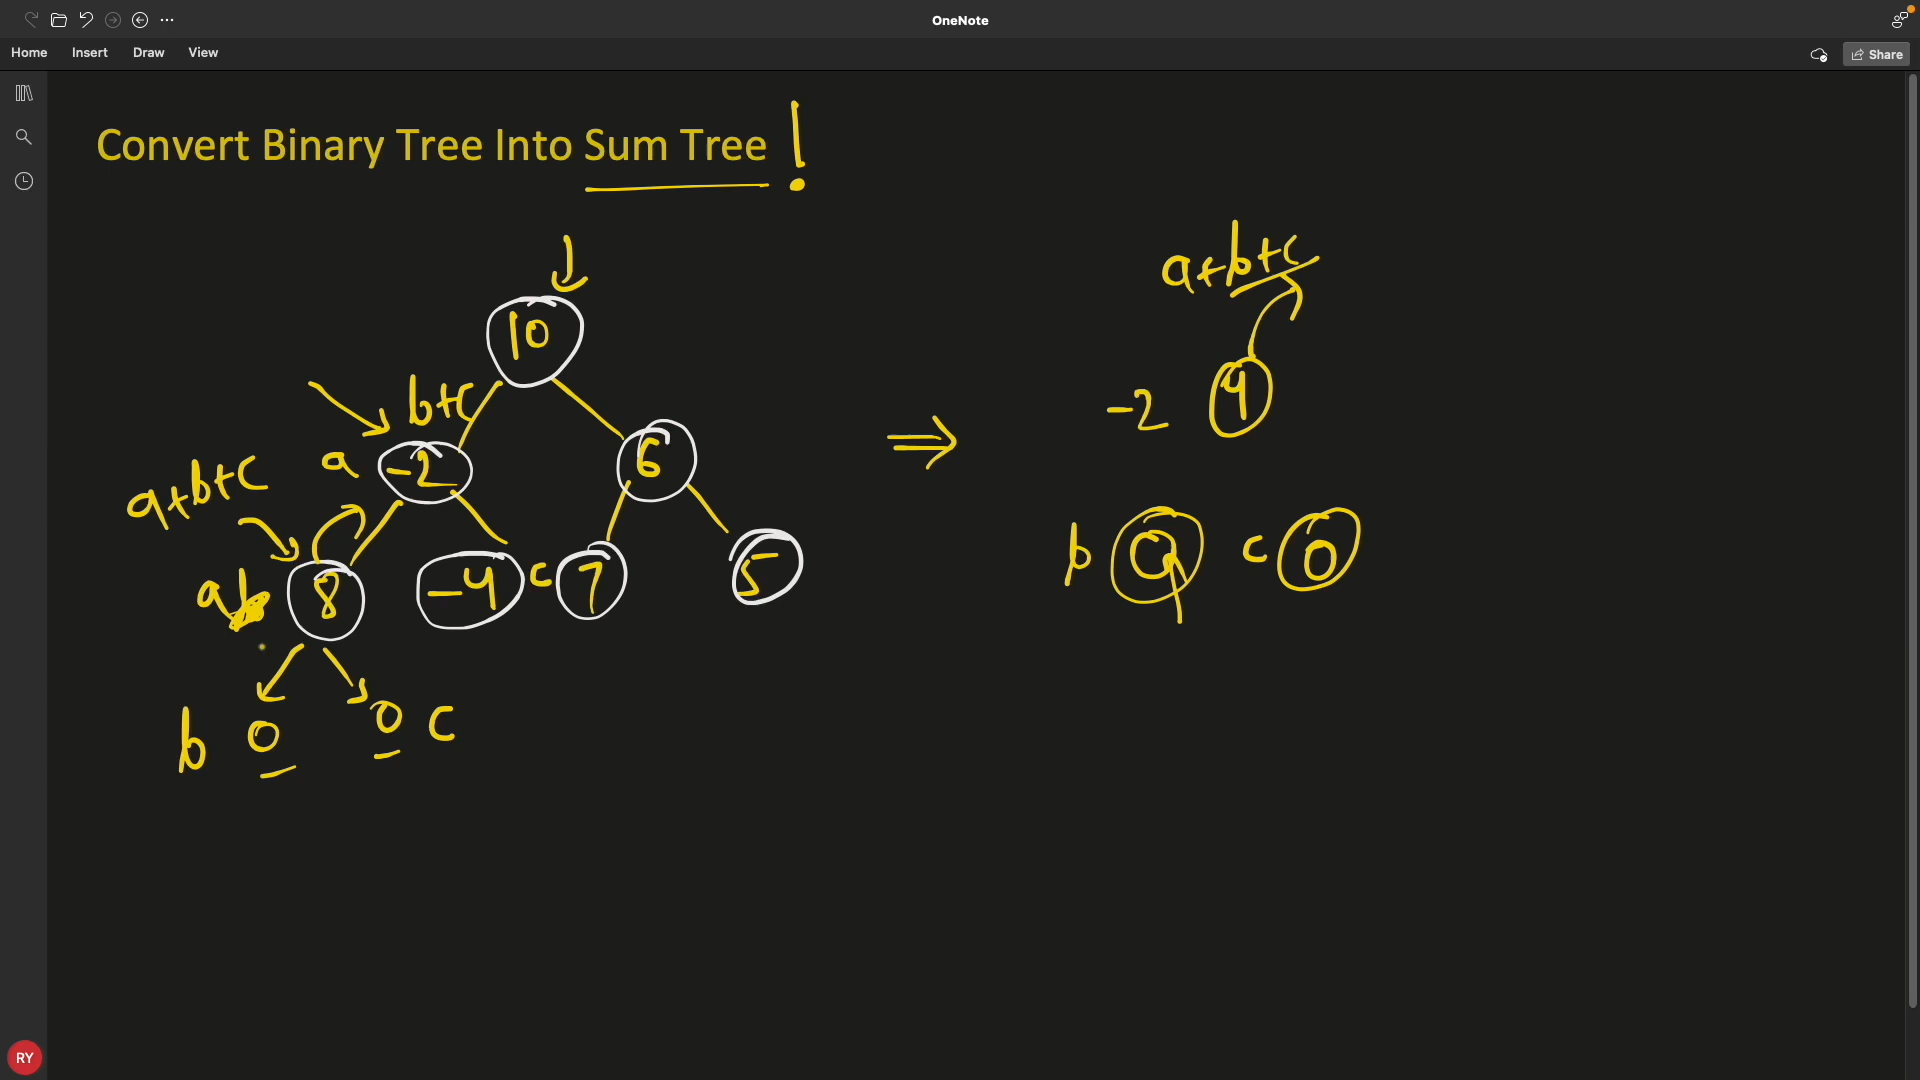 OneNote
Home Insert Draw View
Share
Convert Binary Tree Into Sum Tree !
a+b+c
10
b+c
-2 4
a -2 6
a+b+c
a 8 -4 c 7 5
b 0 c 0
b 0 0 c
RY